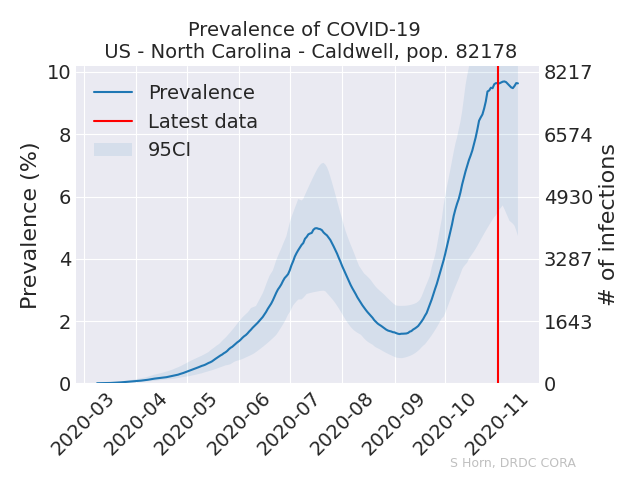 Prevalence of COVID-19
US - North Carolina - Caldwell, pop. 82178
Prevalence (%)
10
8
6
4
2
0
8217
6574
4930
3287
1643
0
# of infections
Prevalence
Latest data
95CI
2020-03
2020-04
2020-05
2020-06
2020-07
2020-08
2020-09
2020-10
2020-11
S Horn, DRDC CORA